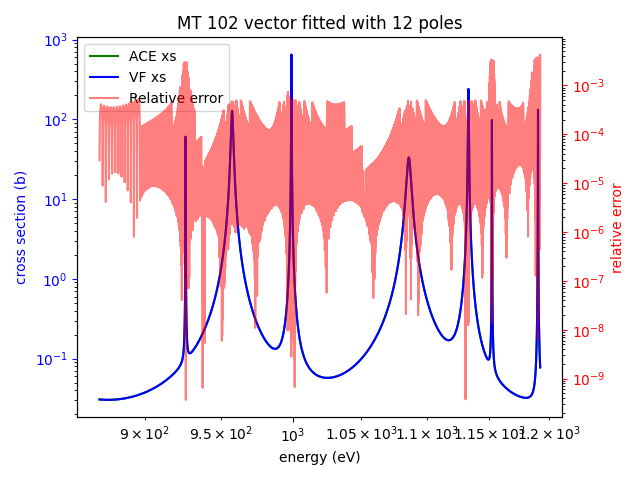 MT 102 vector fitted with 12 poles
ACE xs
VF xs
Relative error
cross section (b)
10³
10²
10¹
10⁰
10⁻¹
10⁻³
10⁻⁴
10⁻⁵
10⁻⁶
10⁻⁷
10⁻⁸
10⁻⁹
relative error
9 × 10² 9.5 × 10² 10³ 1.05 × 10³ 1.1 × 10³ 1.15 × 10³ 1.2 × 10³
energy (eV)